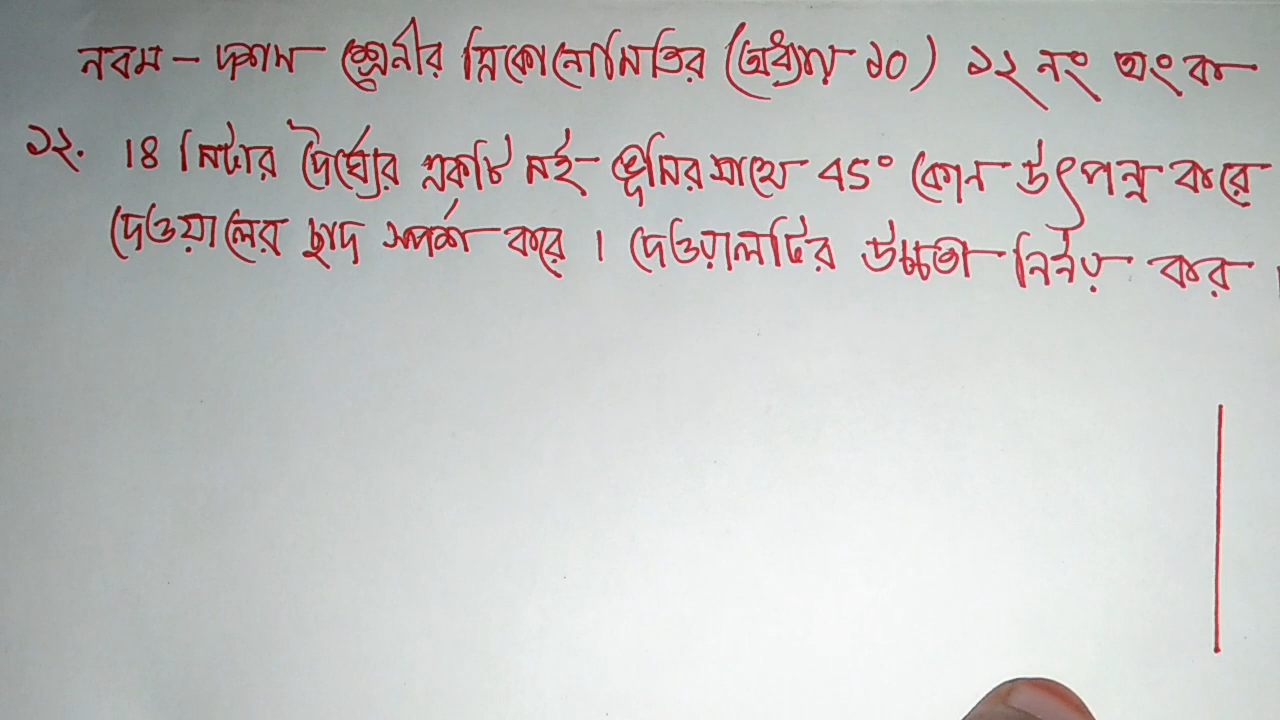 নবম - দশম শ্রেনীর ত্রিকোনোমিতির (অধ্যায় ১০) ১২ নং অংক
১২. 18 মিটার দৈর্ঘ্যের একটি মই ভূমির সাথে 45° কোন উৎপন্ন করে
দেওয়ালের ছাদ স্পর্শ করে । দেওয়ালটির উচ্চতা নির্নয় কর ।